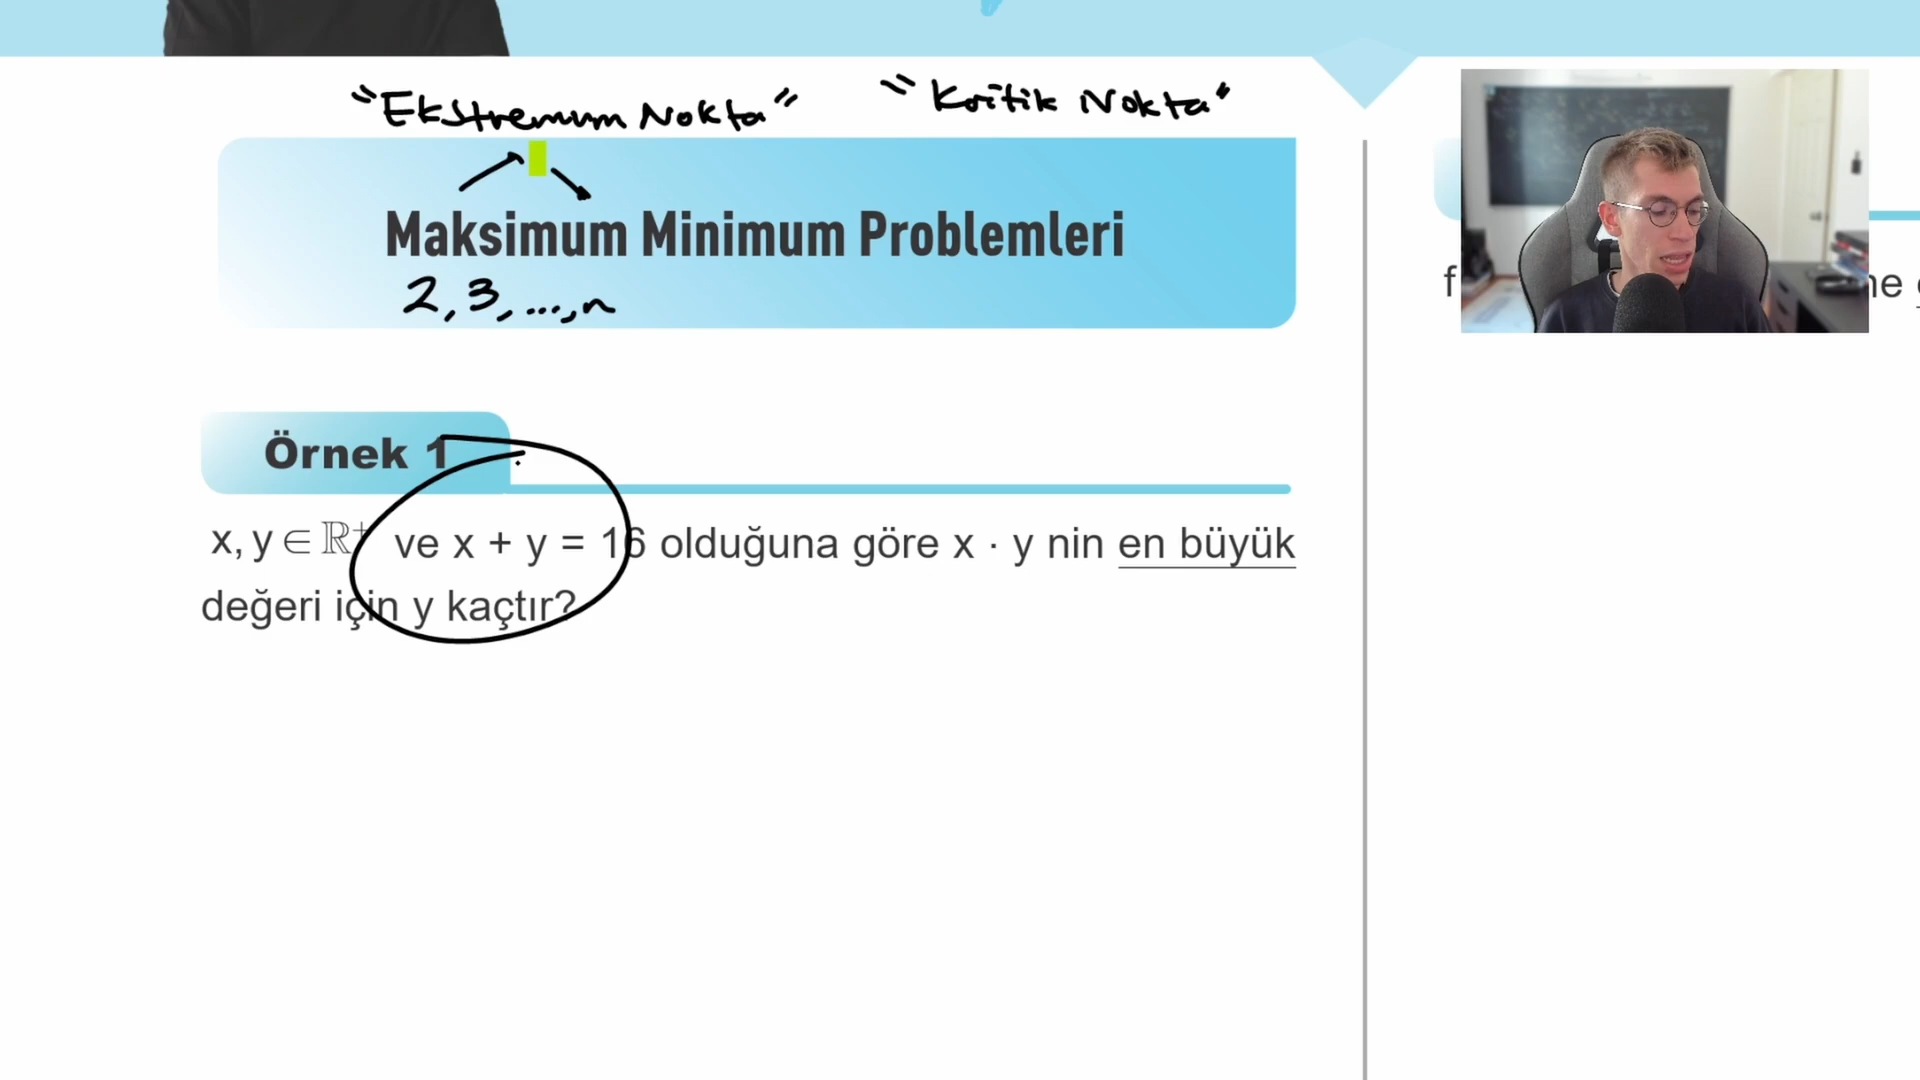 "Ekstremum Nokta" "Kritik Nokta"
Maksimum Minimum Problemleri
2, 3, ..., n
Örnek 1
x, y ∈ ℝ⁺ ve x + y = 16 olduğuna göre x · y nin en büyük
değeri için y kaçtır?